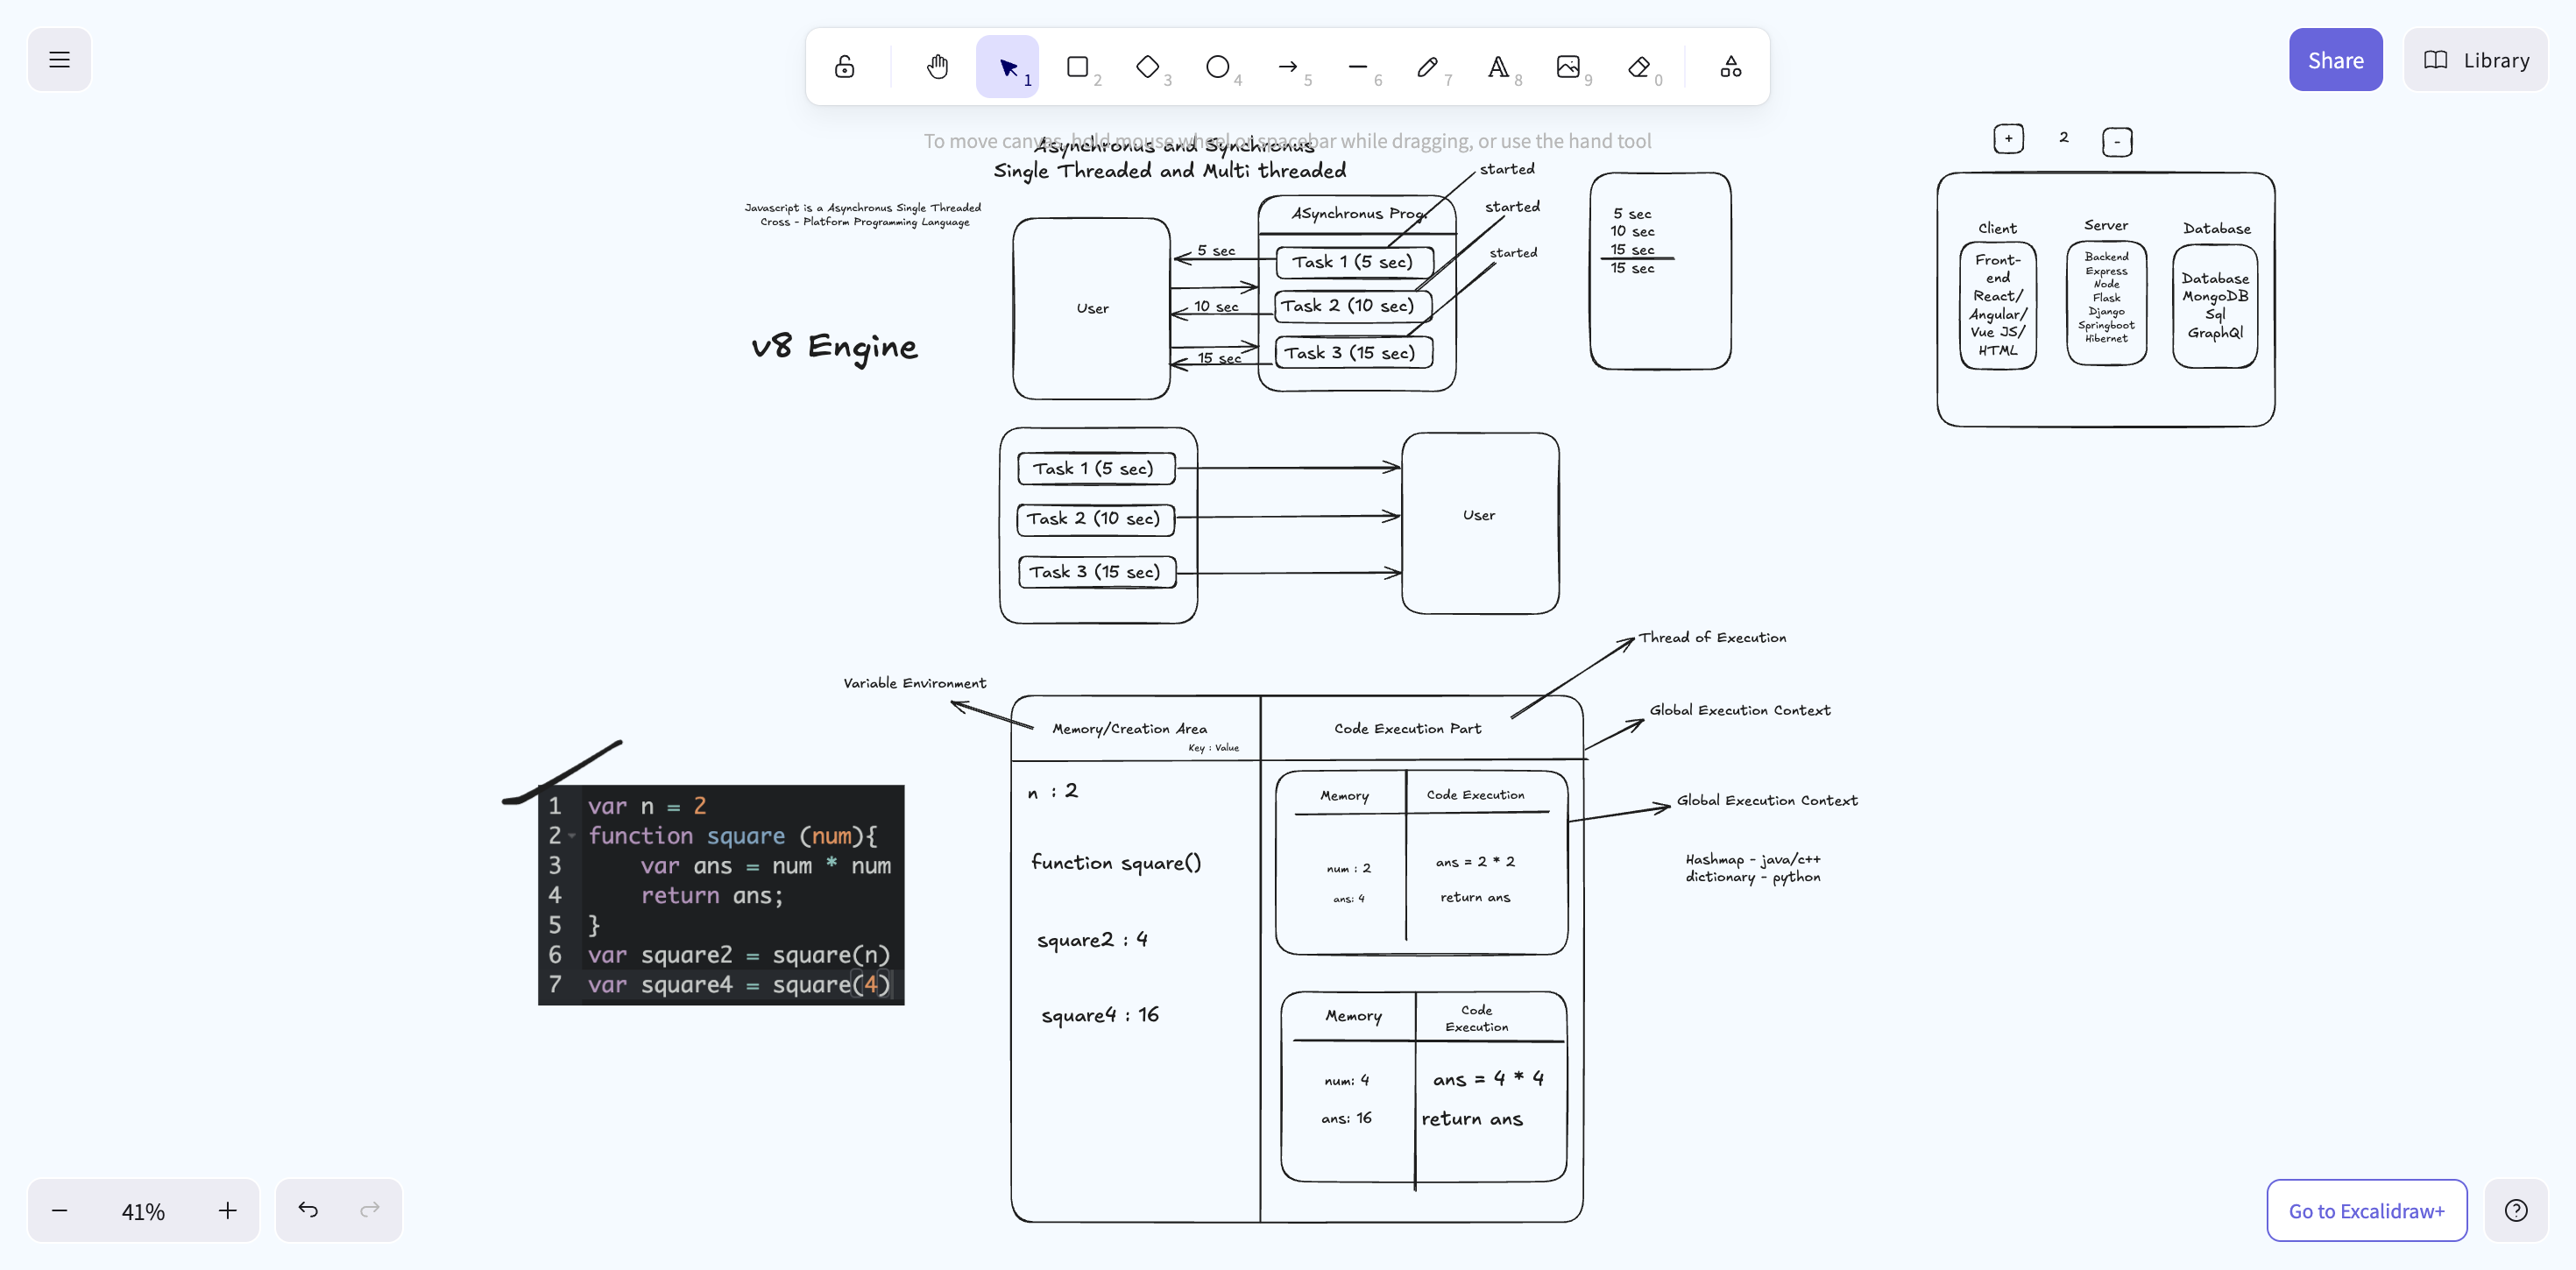 1
2
3
4
5
6
7
8
9
0
Share
Library
To move canvas, hold mouse wheel or spacebar while dragging, or use the hand tool
Asynchronus and Synchronus
Single Threaded and Multi threaded
Javascript is a Asynchronus Single Threaded
Cross - Platform Programming Language
v8 Engine
User
5 sec
10 sec
15 sec
ASynchronus Prog.
Task 1 (5 sec)
Task 2 (10 sec)
Task 3 (15 sec)
started
started
started
5 sec
10 sec
15 sec
15 sec
+
2
-
Client
Front-
end
React/
Angular/
Vue JS/
HTML
Server
Backend
Express
Node
Flask
Django
Springboot
Hibernet
Database
Database
MongoDB
Sql
GraphQl
Task 1 (5 sec)
Task 2 (10 sec)
Task 3 (15 sec)
User
Thread of Execution
Variable Environment
Global Execution Context
Memory/Creation Area
Key : Value
Code Execution Part
n : 2
function square()
square2 : 4
square4 : 16
Memory
Code Execution
num : 2
ans = 2 * 2
ans: 4
return ans
Global Execution Context
Hashmap - java/c++
dictionary - python
Memory
Code
Execution
num: 4
ans = 4 * 4
ans: 16
return ans
1 var n = 2
2 function square (num){
3 var ans = num * num
4 return ans;
5 }
6 var square2 = square(n)
7 var square4 = square(4)
41%
Go to Excalidraw+